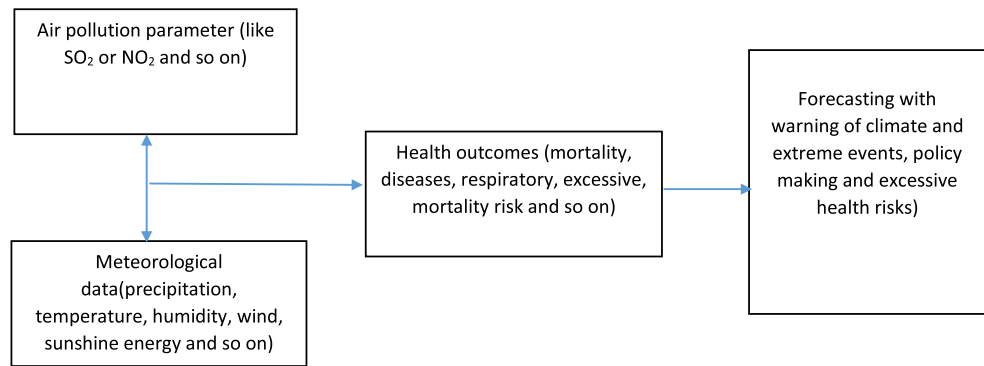 Air pollution parameter (like
SO₂ or NO₂ and so on)
Meteorological
data(precipitation,
temperature, humidity, wind,
sunshine energy and so on)
Health outcomes (mortality,
diseases, respiratory, excessive,
mortality risk and so on)
Forecasting with
warning of climate and
extreme events, policy
making and excessive
health risks)